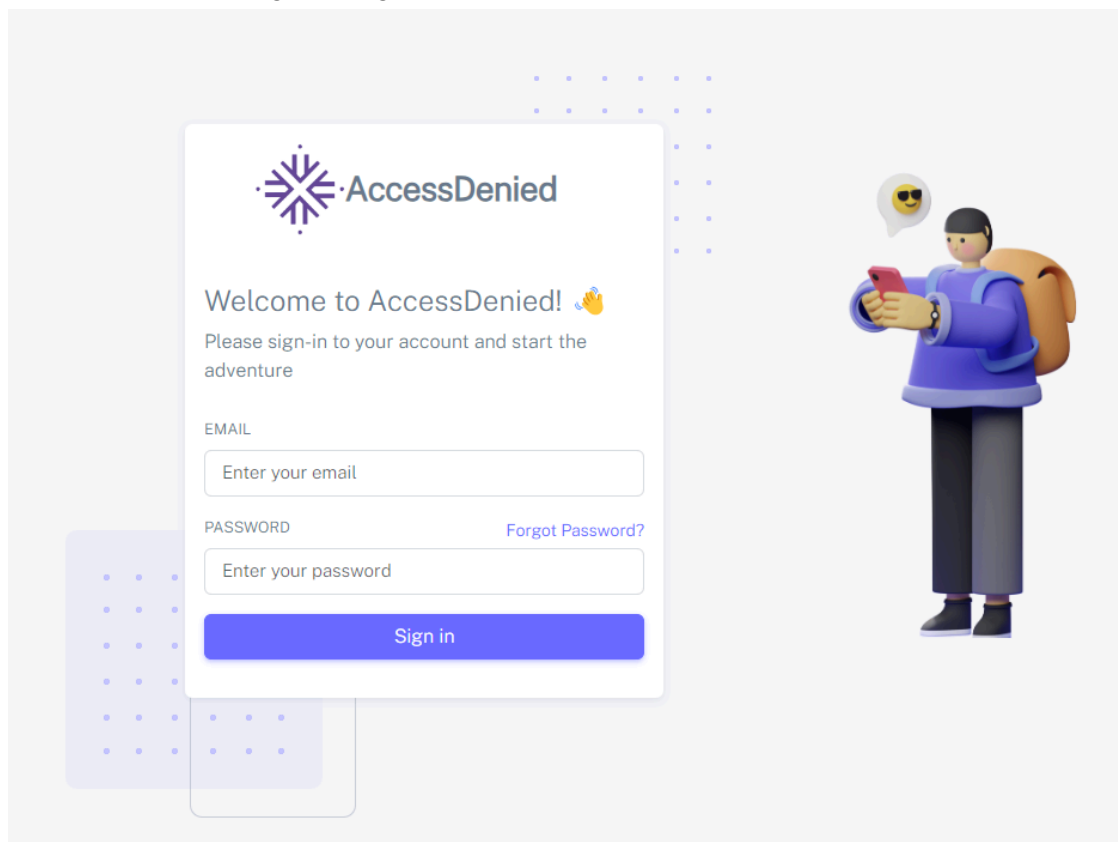 AccessDenied
Welcome to AccessDenied! 👋
Please sign-in to your account and start the
adventure
EMAIL
Enter your email
PASSWORD
Forgot Password?
Enter your password
Sign in